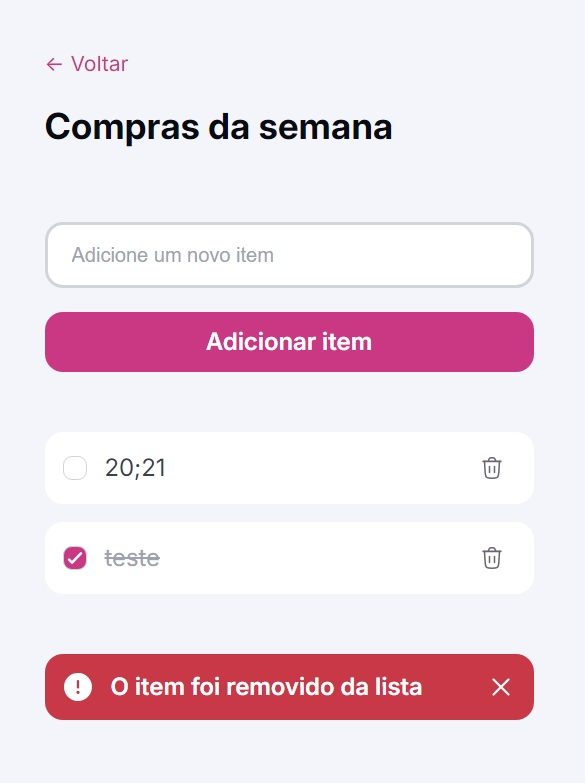 ← Voltar
Compras da semana
Adicione um novo item
Adicionar item
20;21
teste
O item foi removido da lista